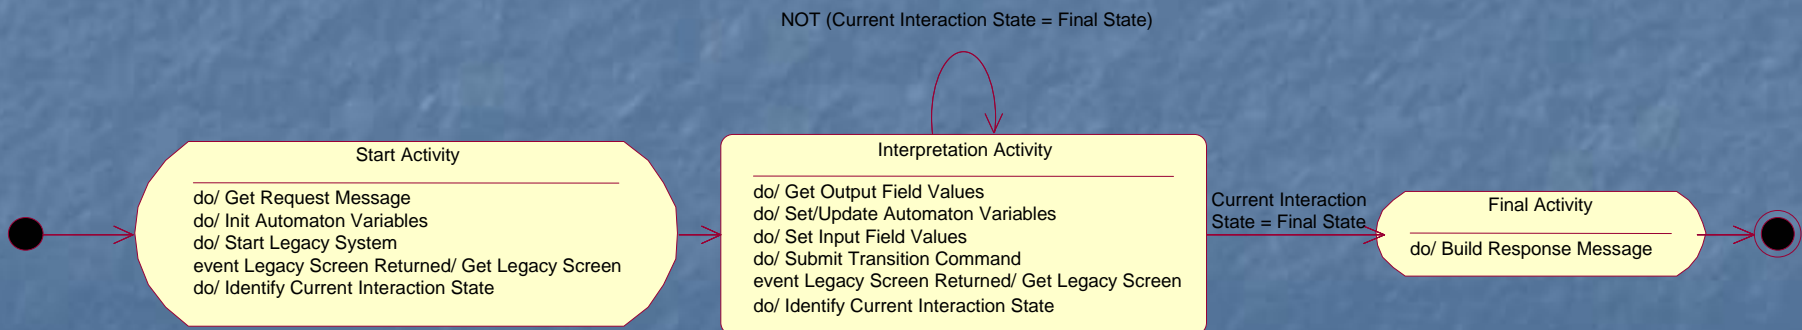 NOT (Current Interaction State = Final State)
Start Activity
do/ Get Request Message
do/ Init Automaton Variables
do/ Start Legacy System
event Legacy Screen Returned/ Get Legacy Screen
do/ Identify Current Interaction State
Interpretation Activity
do/ Get Output Field Values
do/ Set/Update Automaton Variables
do/ Set Input Field Values
do/ Submit Transition Command
event Legacy Screen Returned/ Get Legacy Screen
do/ Identify Current Interaction State
Current Interaction
State = Final State
Final Activity
do/ Build Response Message